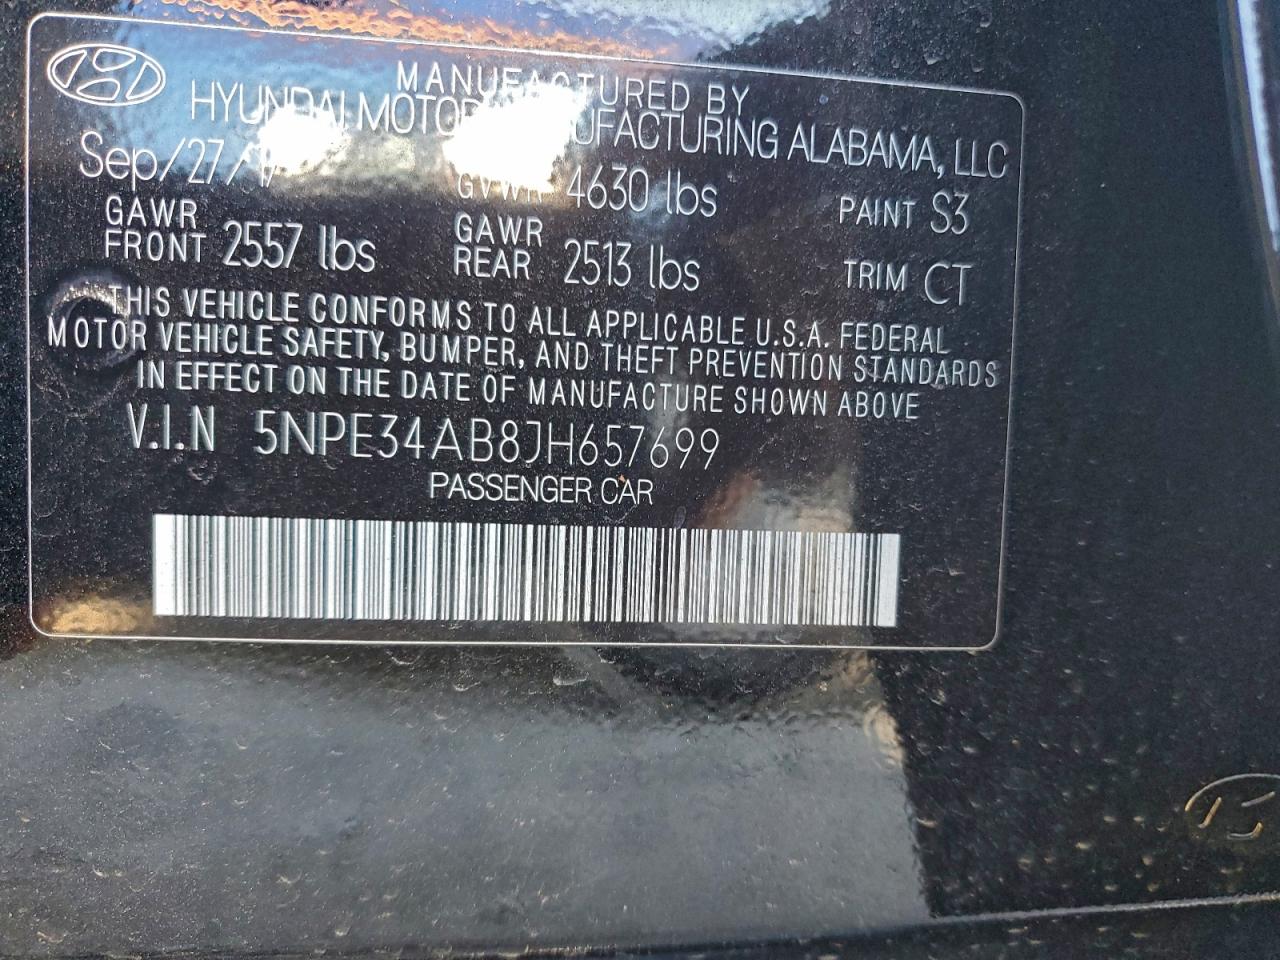 MANUFACTURED BY
HYUNDAI MOTOR MANUFACTURING ALABAMA, LLC
Sep/27/17 GVWR 4630 lbs PAINT S3
GAWR FRONT 2557 lbs GAWR REAR 2513 lbs TRIM CT
THIS VEHICLE CONFORMS TO ALL APPLICABLE U.S.A. FEDERAL
MOTOR VEHICLE SAFETY, BUMPER, AND THEFT PREVENTION STANDARDS
IN EFFECT ON THE DATE OF MANUFACTURE SHOWN ABOVE
V.I.N 5NPE34AB8JH657699
PASSENGER CAR